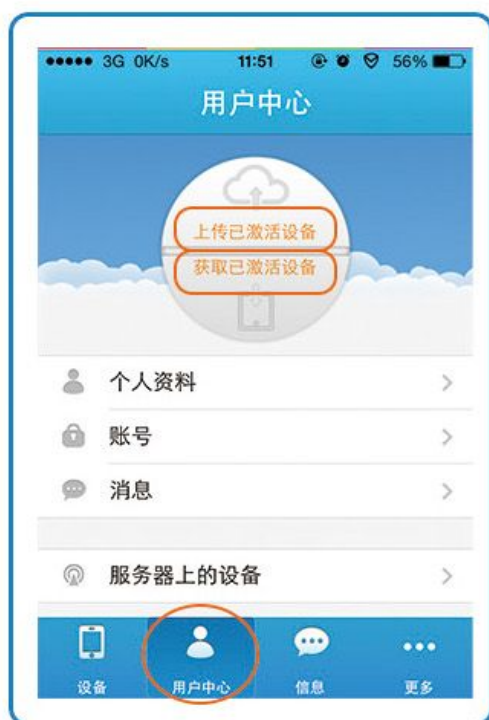 3G 0K/s 11:51 56%
用户中心
上传已激活设备
获取已激活设备
个人资料
账号
消息
服务器上的设备
设备 用户中心 信息 更多